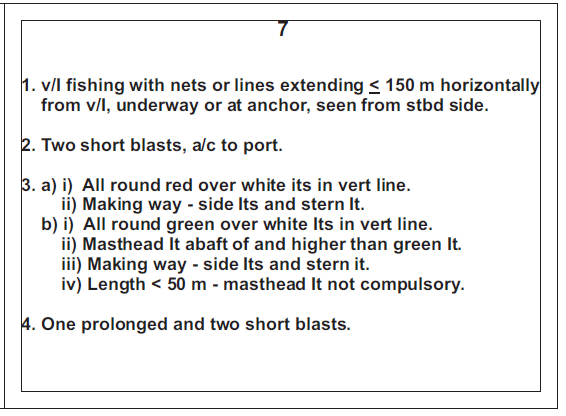 7
1. v/l fishing with nets or lines extending ≤ 150 m horizontally
from v/l, underway or at anchor, seen from stbd side.
2. Two short blasts, a/c to port.
3. a) i) All round red over white its in vert line.
ii) Making way - side lts and stern lt.
b) i) All round green over white lts in vert line.
ii) Masthead lt abaft of and higher than green lt.
iii) Making way - side lts and stern it.
iv) Length < 50 m - masthead lt not compulsory.
4. One prolonged and two short blasts.